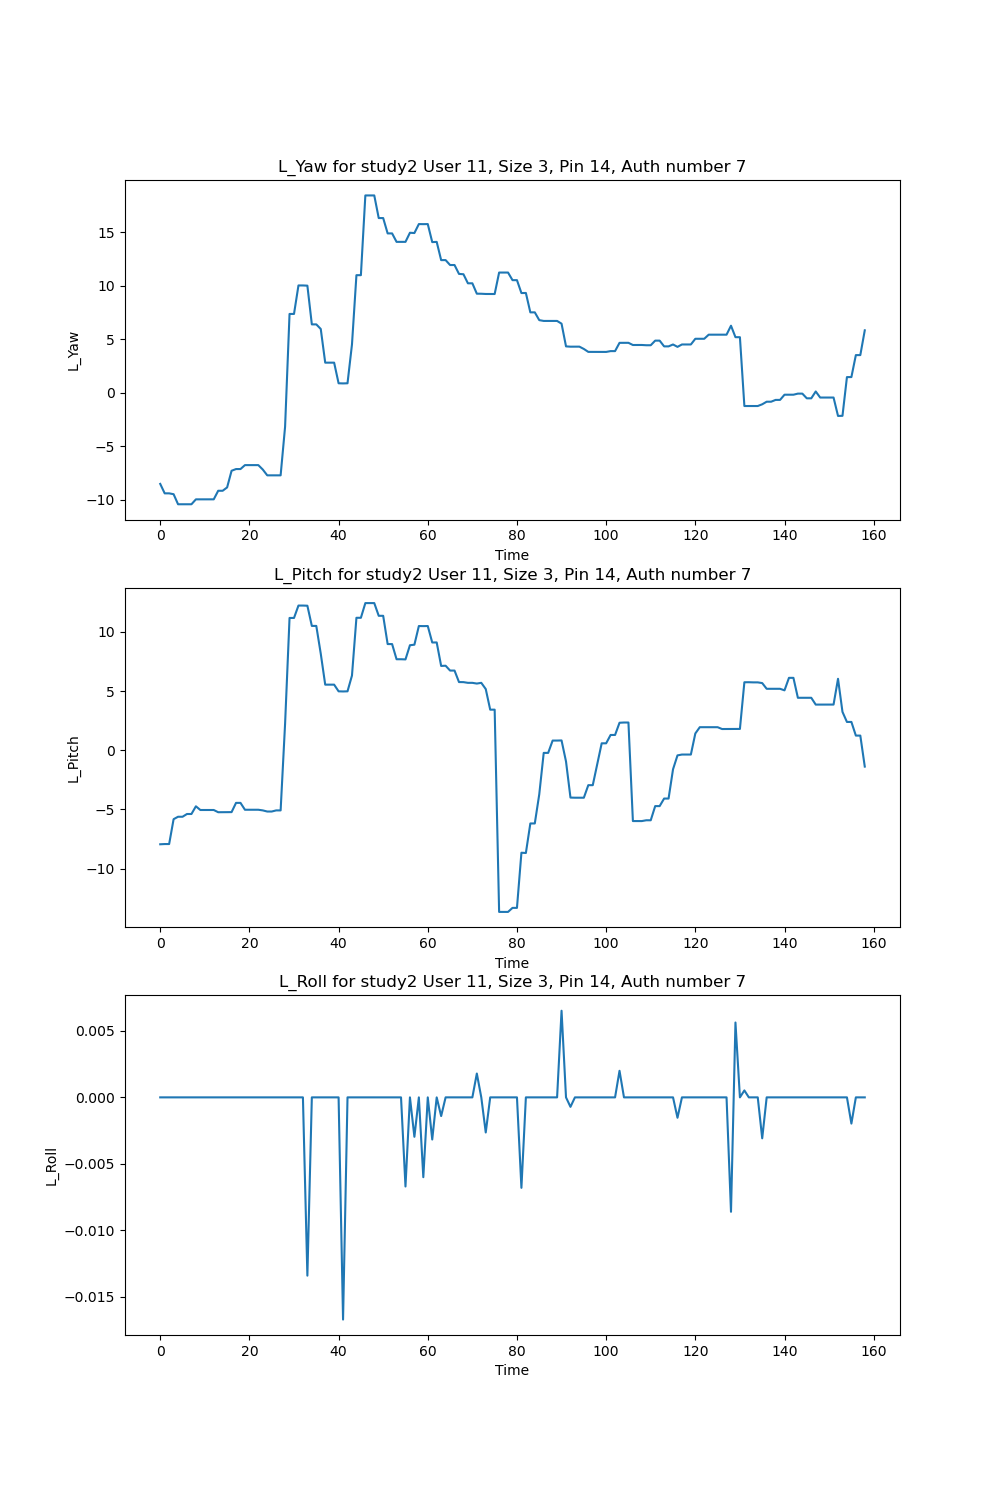 L_Yaw for study2 User 11, Size 3, Pin 14, Auth number 7
L_Yaw
15
10
5
0
−5
−10
0 20 40 60 80 100 120 140 160
Time
L_Pitch for study2 User 11, Size 3, Pin 14, Auth number 7
L_Pitch
10
5
0
−5
−10
0 20 40 60 80 100 120 140 160
Time
L_Roll for study2 User 11, Size 3, Pin 14, Auth number 7
L_Roll
0.005
0.000
−0.005
−0.010
−0.015
0 20 40 60 80 100 120 140 160
Time